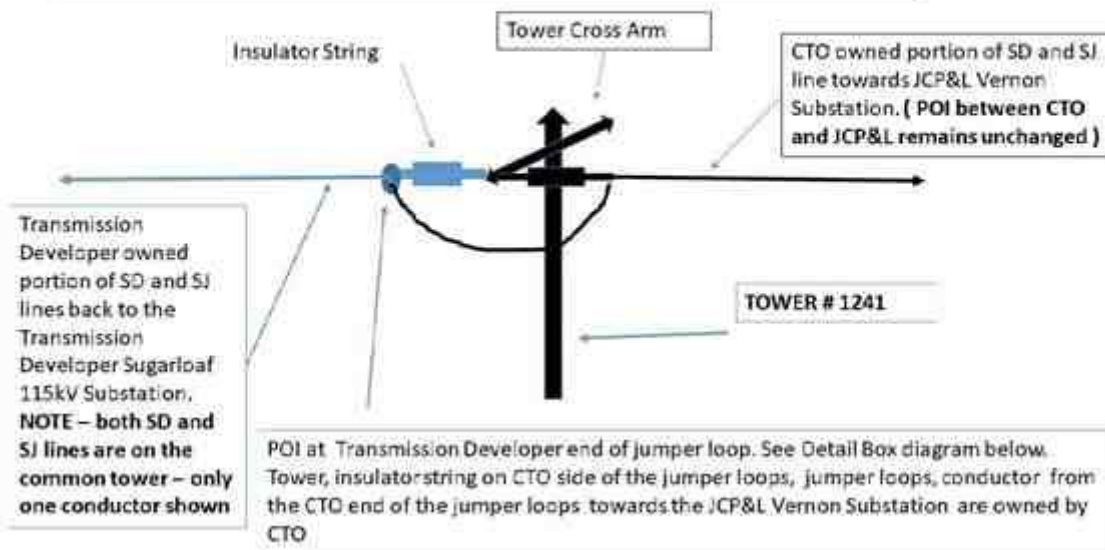 Insulator String
Tower Cross Arm
CTO owned portion of SD and SJ
line towards JCP&L Vernon
Substation. ( POI between CTO
and JCP&L remains unchanged )
Transmission
Developer owned
portion of SD and SJ
lines back to the
Transmission
Developer Sugarloaf
115kV Substation.
NOTE – both SD and
SJ lines are on the
common tower – only
one conductor shown
TOWER # 1241
POI at Transmission Developer end of jumper loop. See Detail Box diagram below.
Tower, insulator string on CTO side of the jumper loops, jumper loops, conductor from
the CTO end of the jumper loops towards the JCP&L Vernon Substation are owned by
CTO